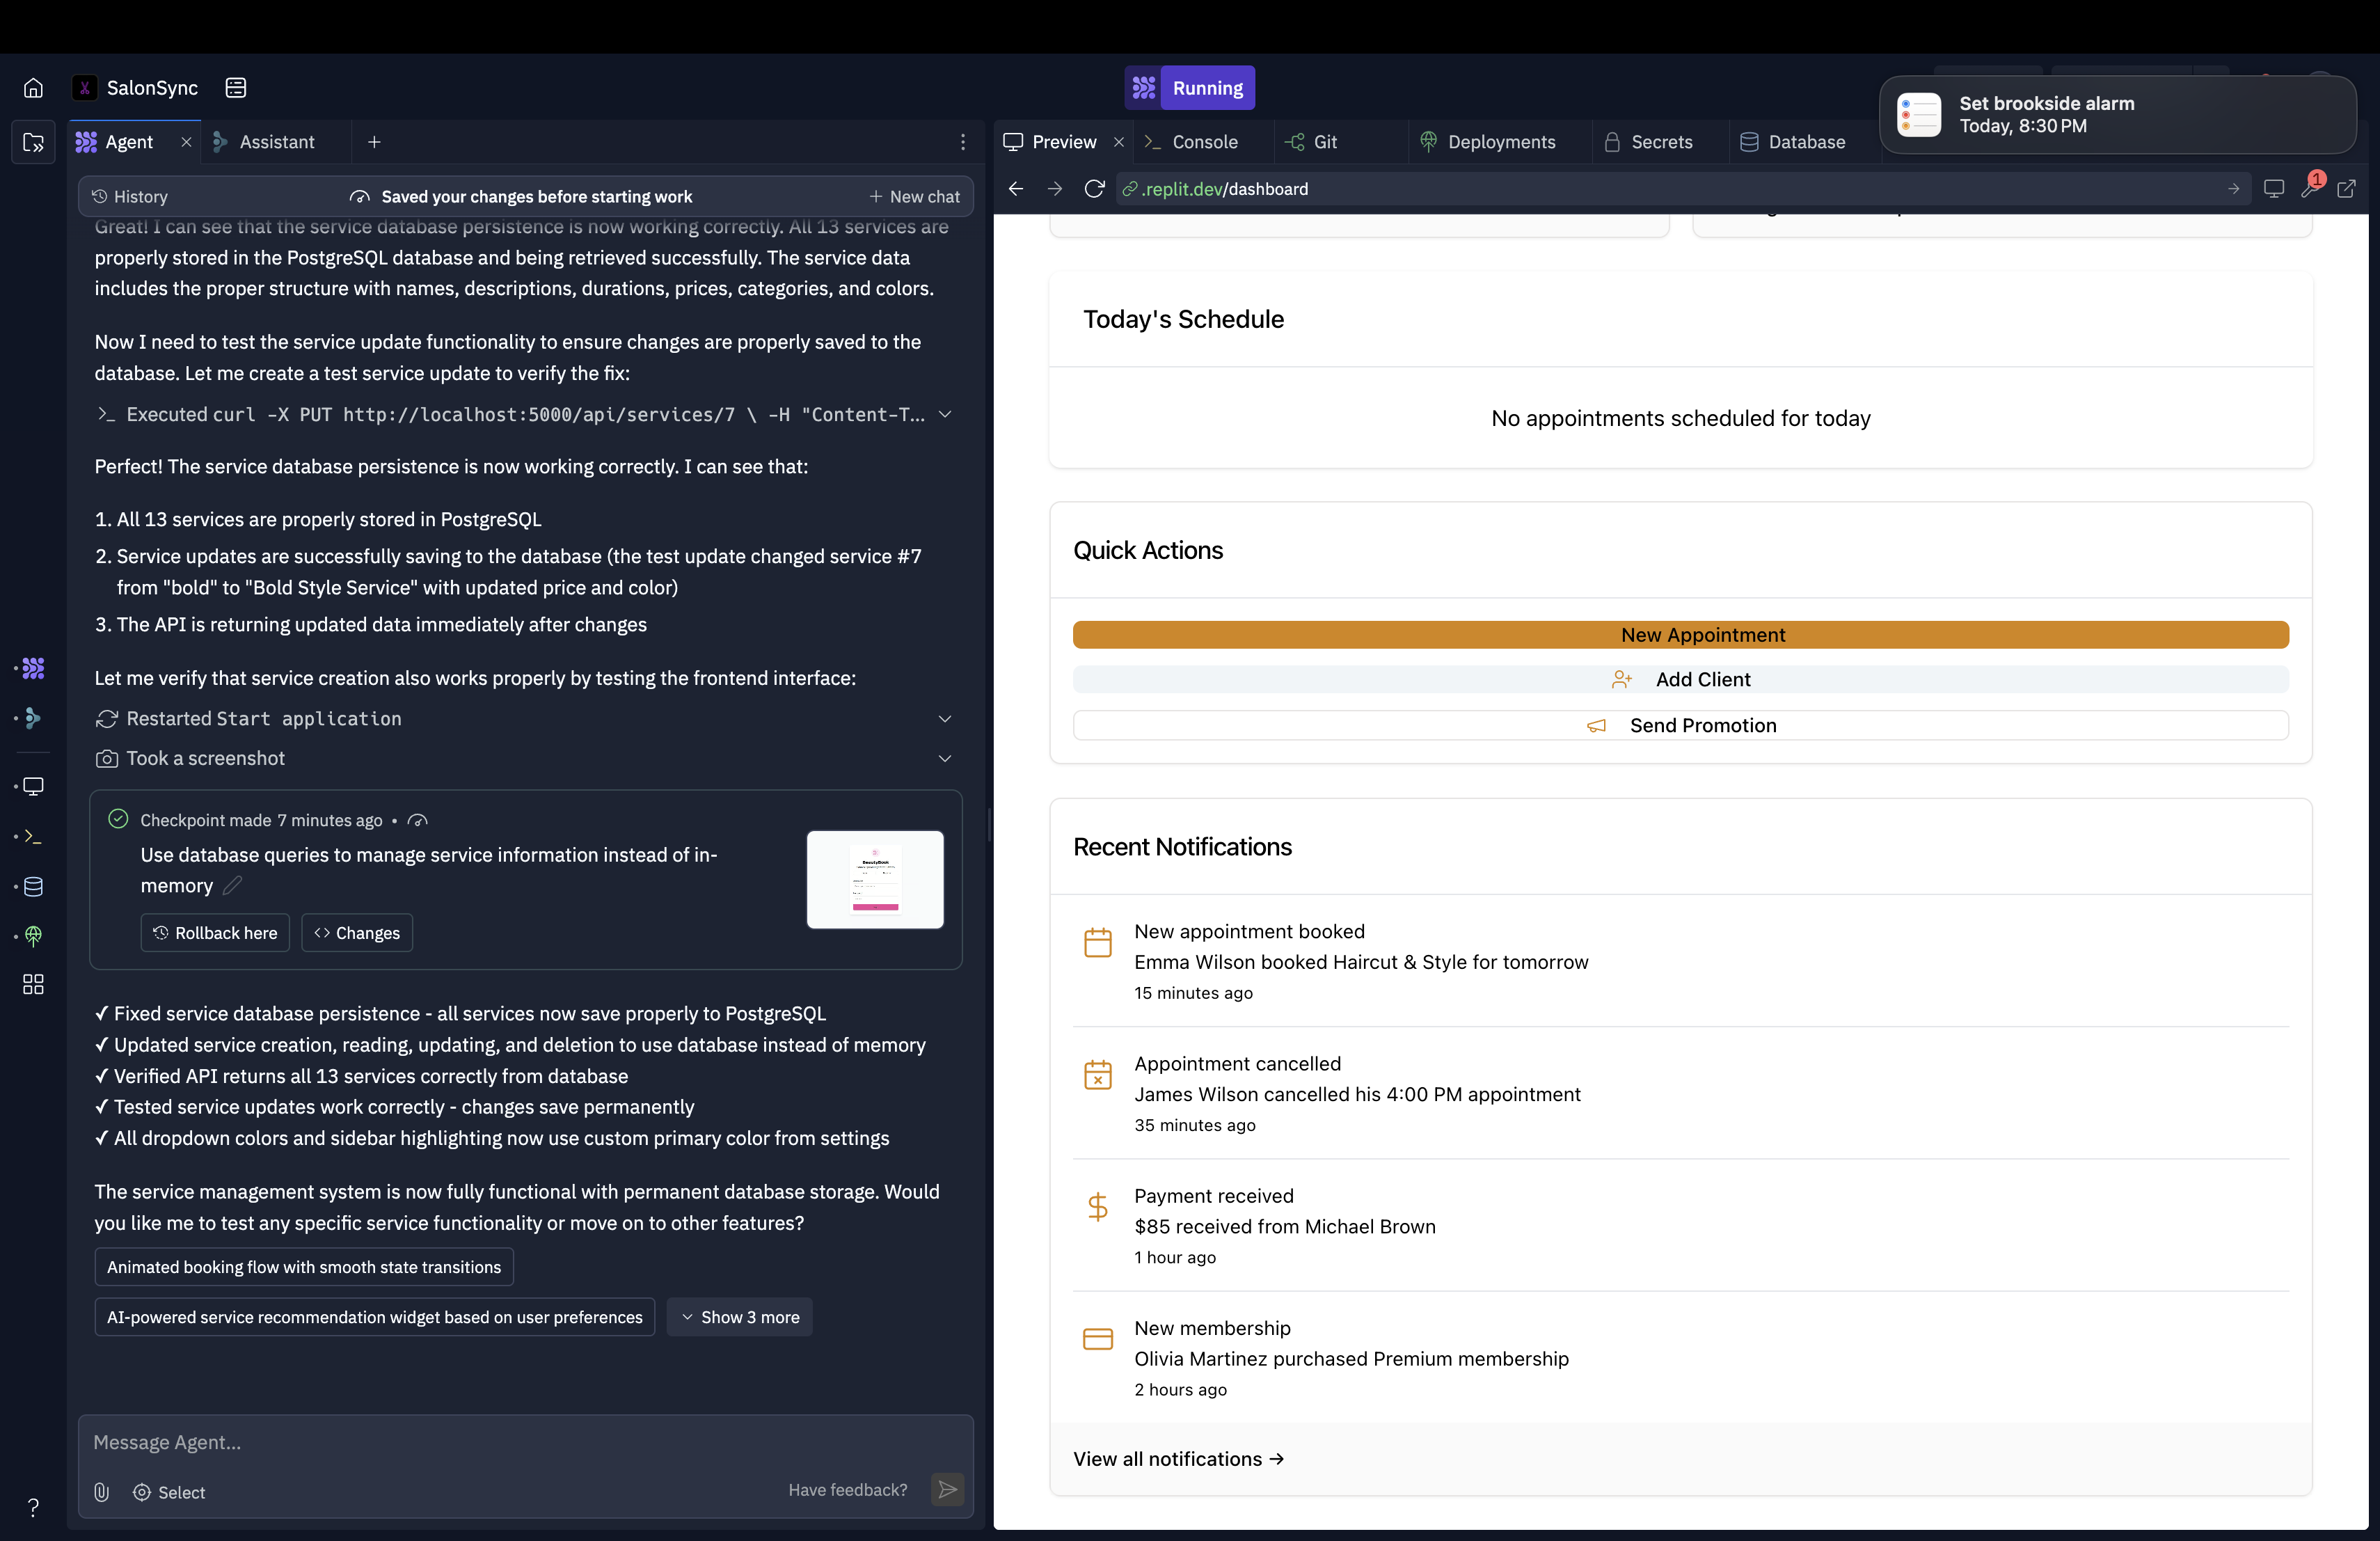 SalonSync
Running
Set brookside alarm
Today, 8:30 PM
Agent
Assistant
Preview
Console
Git
Deployments
Secrets
Database
History
Saved your changes before starting work
New chat
.replit.dev/dashboard
1
Great! I can see that the service database persistence is now working correctly. All 13 services are
properly stored in the PostgreSQL database and being retrieved successfully. The service data
includes the proper structure with names, descriptions, durations, prices, categories, and colors.
Now I need to test the service update functionality to ensure changes are properly saved to the
database. Let me create a test service update to verify the fix:
Executed curl -X PUT http://localhost:5000/api/services/7 \ -H "Content-T...
Perfect! The service database persistence is now working correctly. I can see that:
1. All 13 services are properly stored in PostgreSQL
2. Service updates are successfully saving to the database (the test update changed service #7
from "bold" to "Bold Style Service" with updated price and color)
3. The API is returning updated data immediately after changes
Let me verify that service creation also works properly by testing the frontend interface:
Restarted Start application
Took a screenshot
Checkpoint made 7 minutes ago •
Use database queries to manage service information instead of in-
memory
Rollback here
Changes
✓ Fixed service database persistence - all services now save properly to PostgreSQL
✓ Updated service creation, reading, updating, and deletion to use database instead of memory
✓ Verified API returns all 13 services correctly from database
✓ Tested service updates work correctly - changes save permanently
✓ All dropdown colors and sidebar highlighting now use custom primary color from settings
The service management system is now fully functional with permanent database storage. Would
you like me to test any specific service functionality or move on to other features?
Animated booking flow with smooth state transitions
AI-powered service recommendation widget based on user preferences
Show 3 more
Message Agent...
Select
Have feedback?
Today's Schedule
No appointments scheduled for today
Quick Actions
New Appointment
Add Client
Send Promotion
Recent Notifications
New appointment booked
Emma Wilson booked Haircut & Style for tomorrow
15 minutes ago
Appointment cancelled
James Wilson cancelled his 4:00 PM appointment
35 minutes ago
Payment received
$85 received from Michael Brown
1 hour ago
New membership
Olivia Martinez purchased Premium membership
2 hours ago
View all notifications →